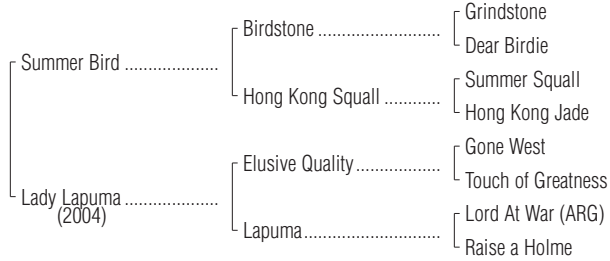 Grindstone
Birdstone ........................
Dear Birdie
Summer Bird ...................
Summer Squall
Hong Kong Squall ...........
Hong Kong Jade
Gone West
Elusive Quality ................
Touch of Greatness
Lady Lapuma ...................
(2004)
Lord At War (ARG)
Lapuma ...........................
Raise a Holme